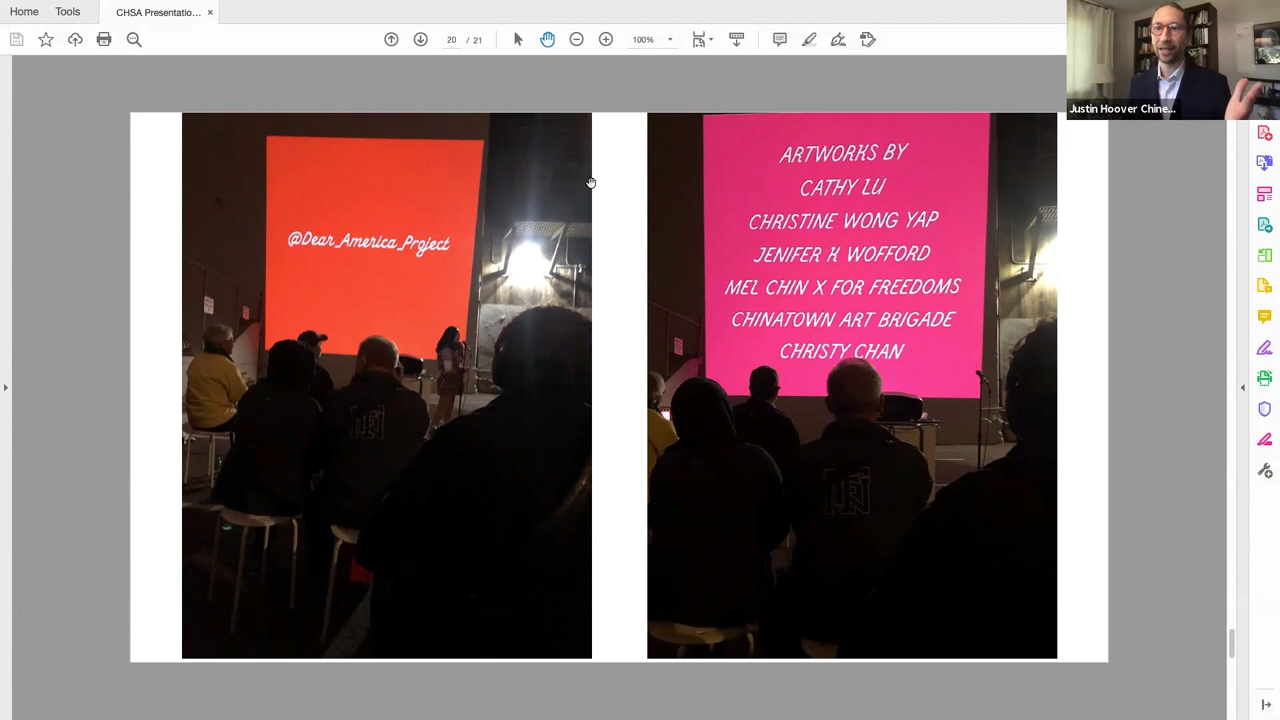 Home
Tools
CHSA Presentatio... ×
20 / 21
100%
Justin Hoover Chine...
@Dear_America_Project
ARTWORKS BY
CATHY LU
CHRISTINE WONG YAP
JENIFER K WOFFORD
MEL CHIN X FOR FREEDOMS
CHINATOWN ART BRIGADE
CHRISTY CHAN